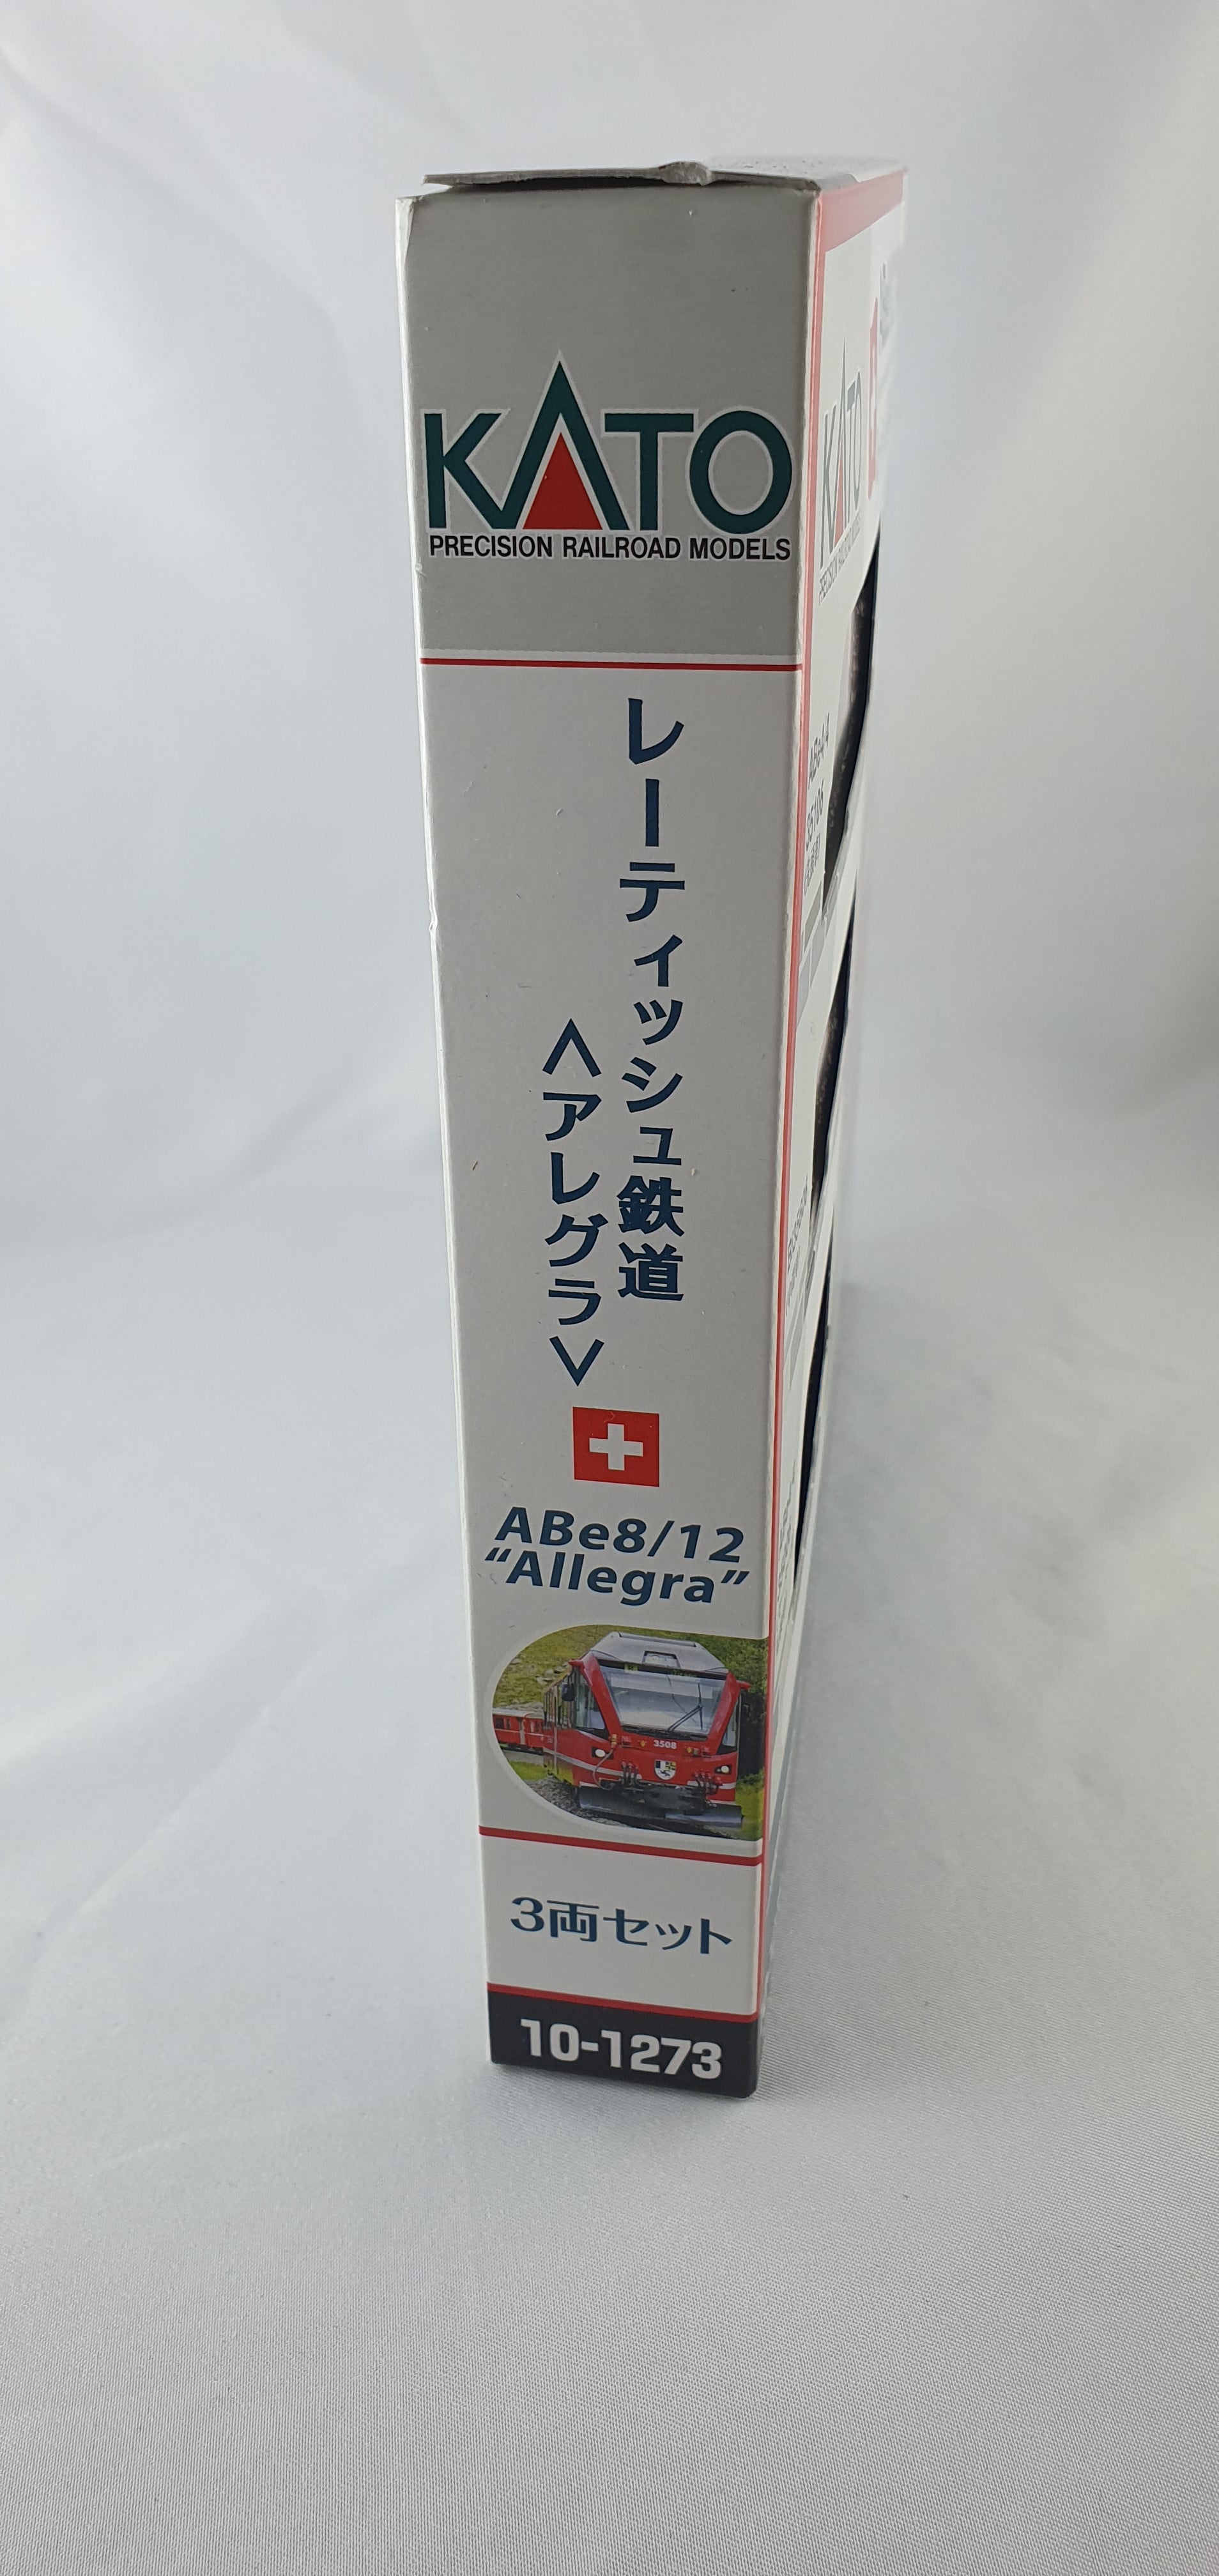 KATO
PRECISION RAILROAD MODELS
レーティッシュ鉄道
<アレグラ>
ABe8/12
“Allegra”
3508
3両セット
10-1273
KATO